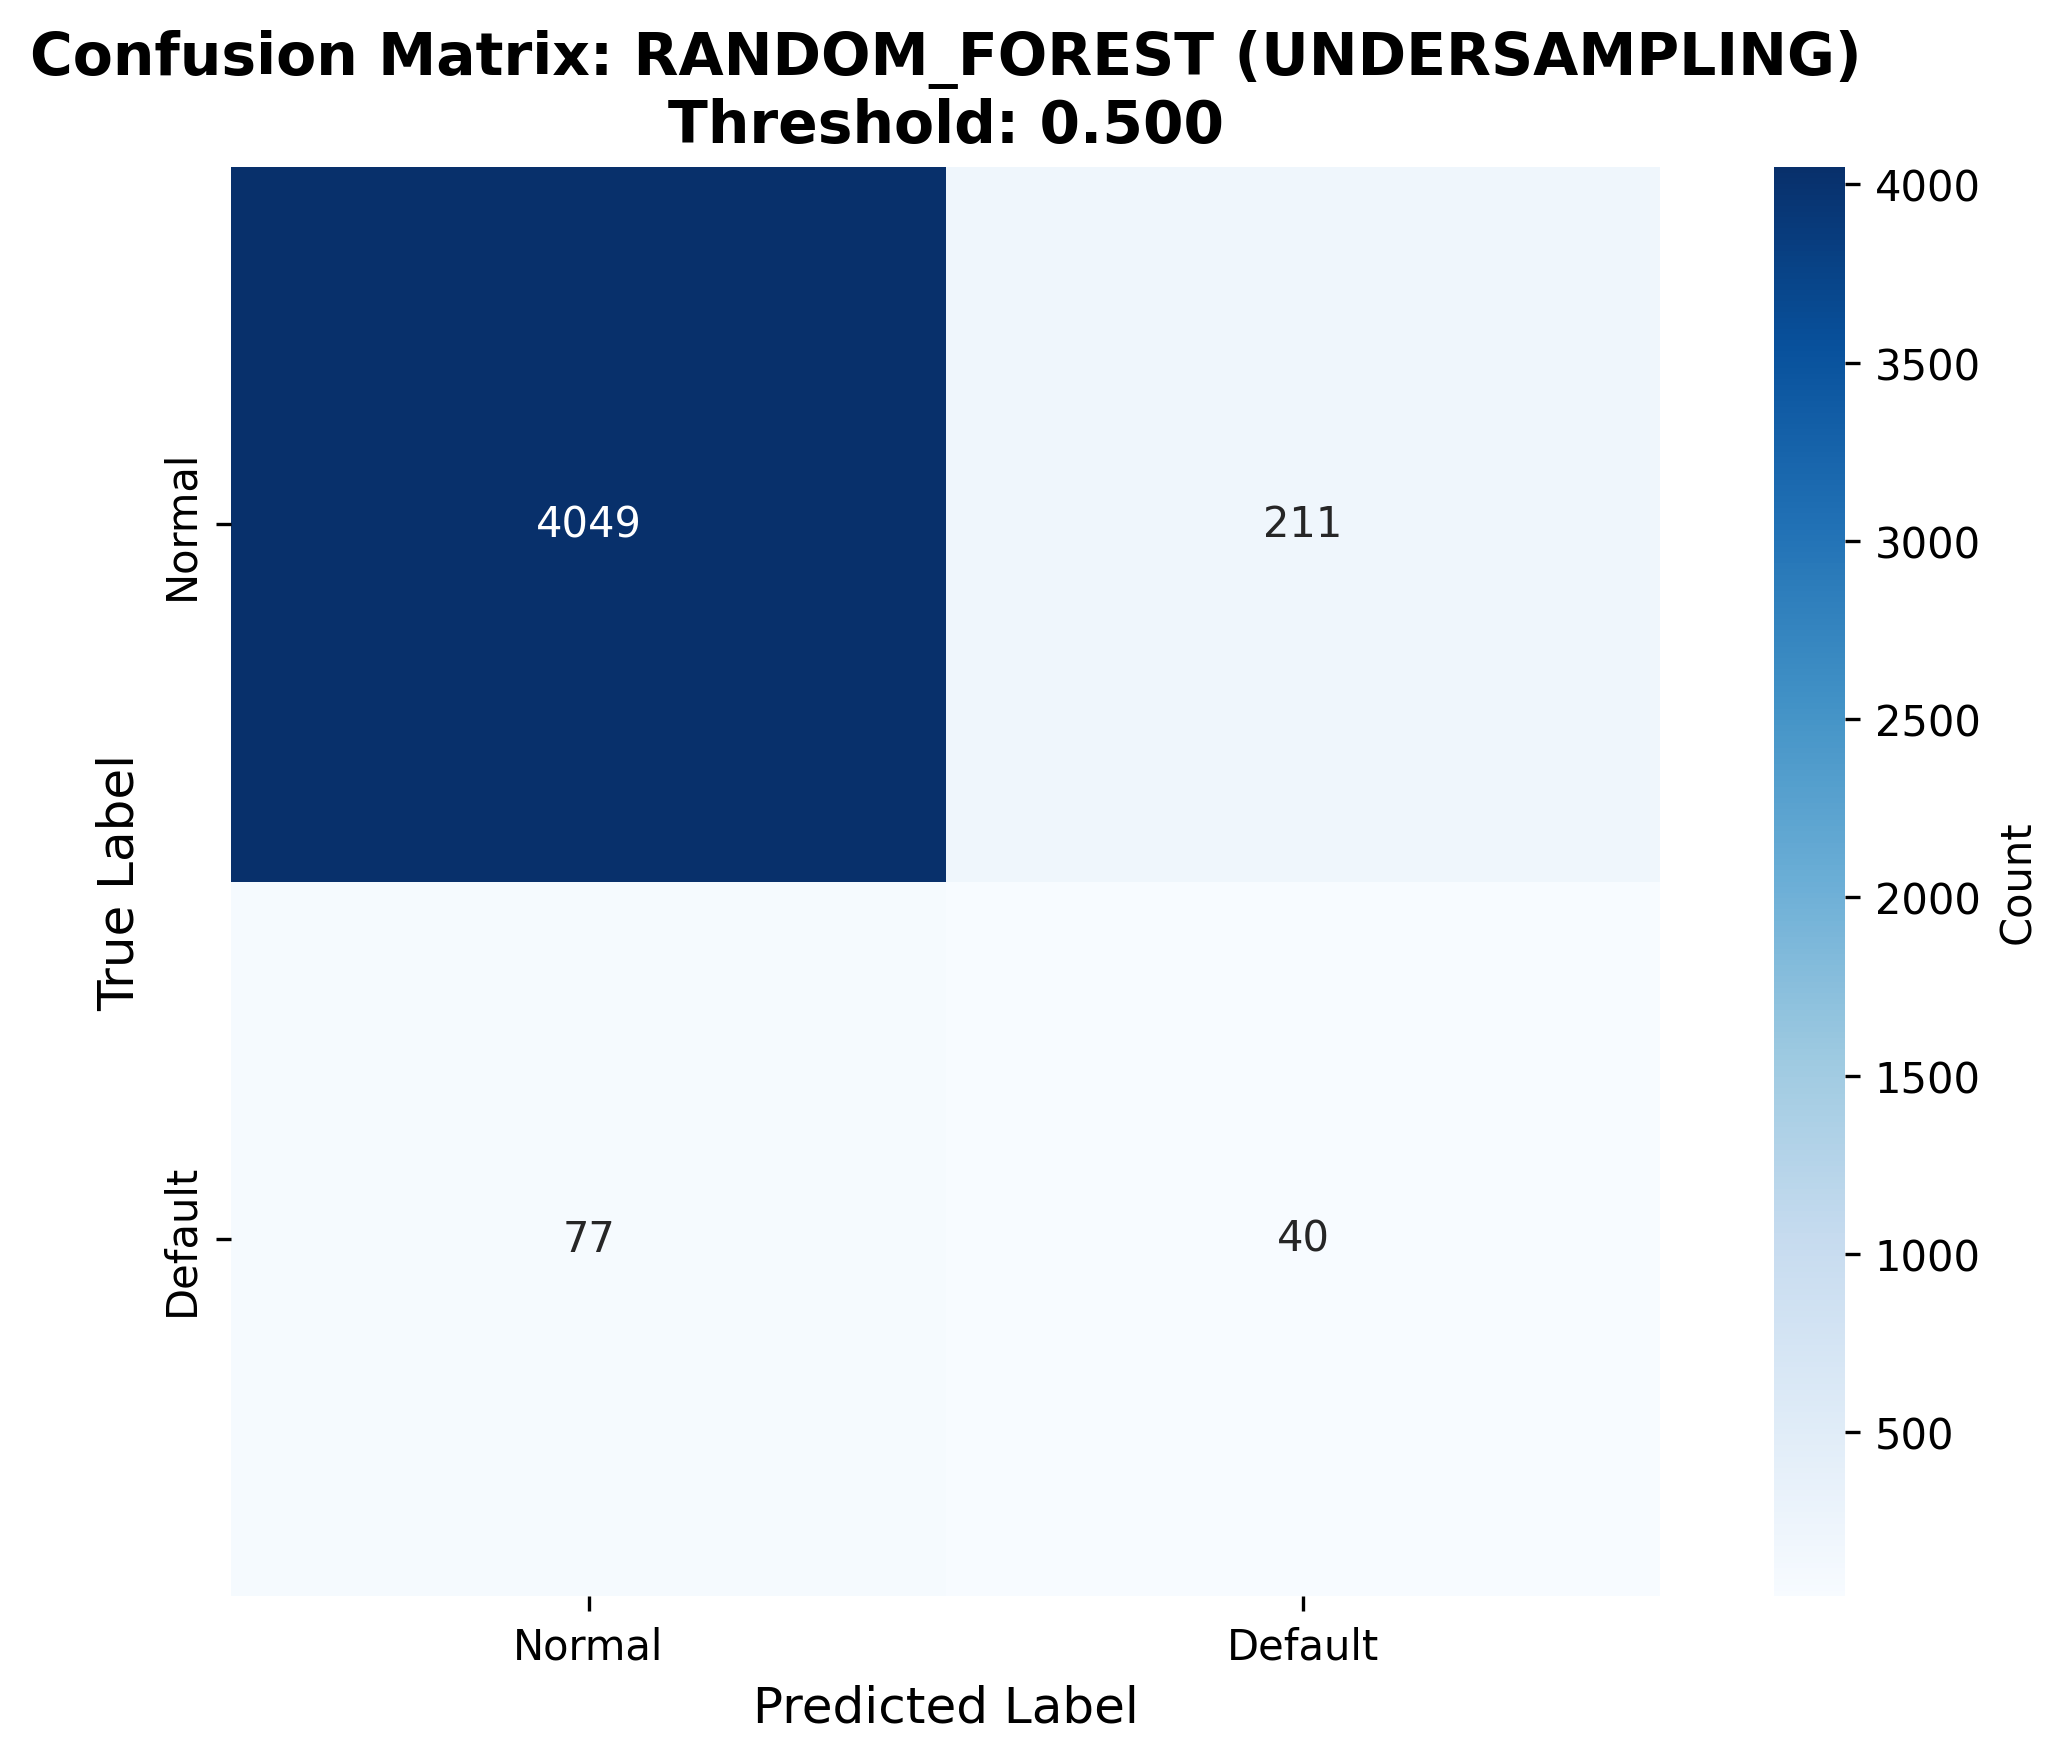 Confusion Matrix: RANDOM_FOREST (UNDERSAMPLING)
Threshold: 0.500
True Label
Normal
4049
211
Default
77
40
Normal
Default
Predicted Label
4000
3500
3000
2500
2000
1500
1000
500
Count